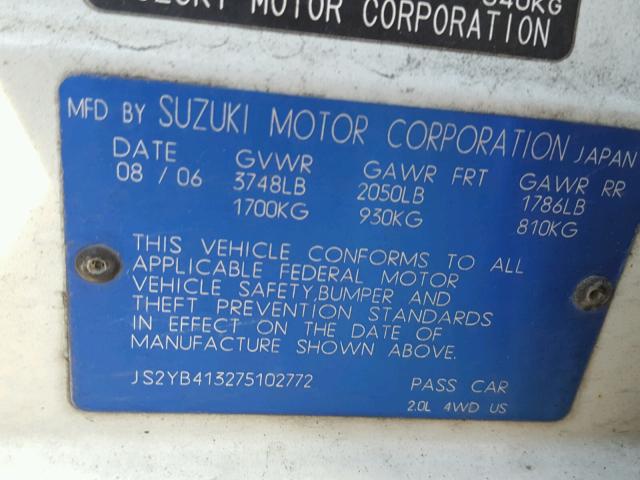 SUZUKI MOTOR CORPORATION
840KG
MFD BY SUZUKI MOTOR CORPORATION JAPAN
DATE GVWR GAWR FRT GAWR RR
08 / 06 3748LB 2050LB 1786LB
1700KG 930KG 810KG
THIS VEHICLE CONFORMS TO ALL
APPLICABLE FEDERAL MOTOR
VEHICLE SAFETY,BUMPER AND
THEFT PREVENTION STANDARDS
IN EFFECT ON THE DATE OF
MANUFACTURE SHOWN ABOVE.
JS2YB413275102772 PASS CAR
2.0L 4WD US